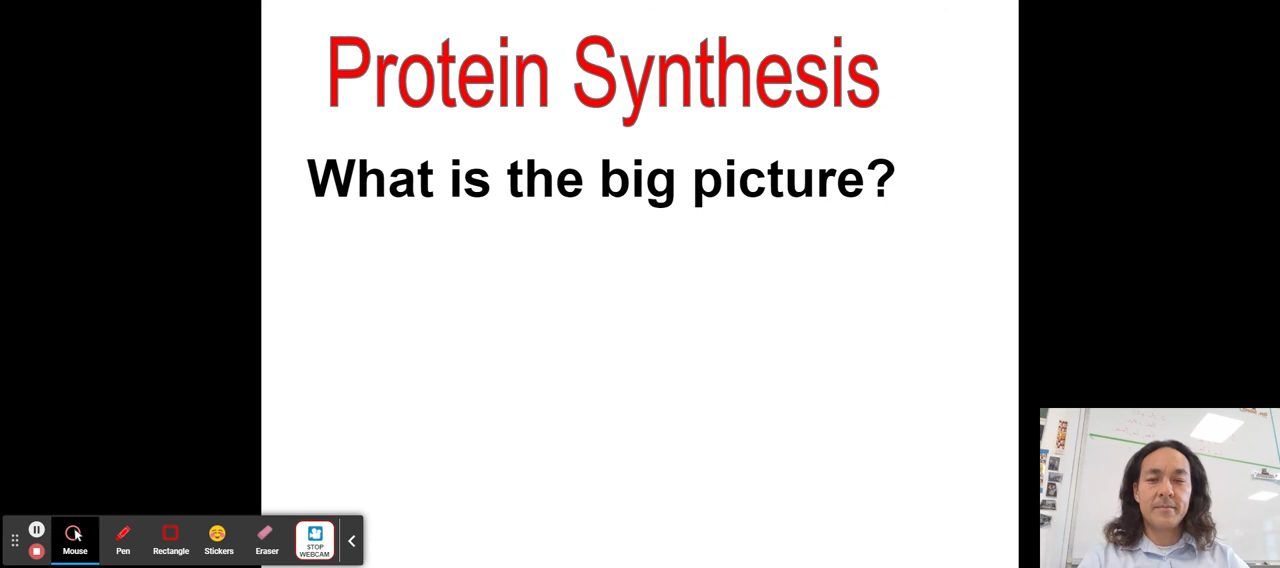 Protein Synthesis
What is the big picture?
Mouse
Pen
Rectangle
Stickers
Eraser
STOP
WEBCAM